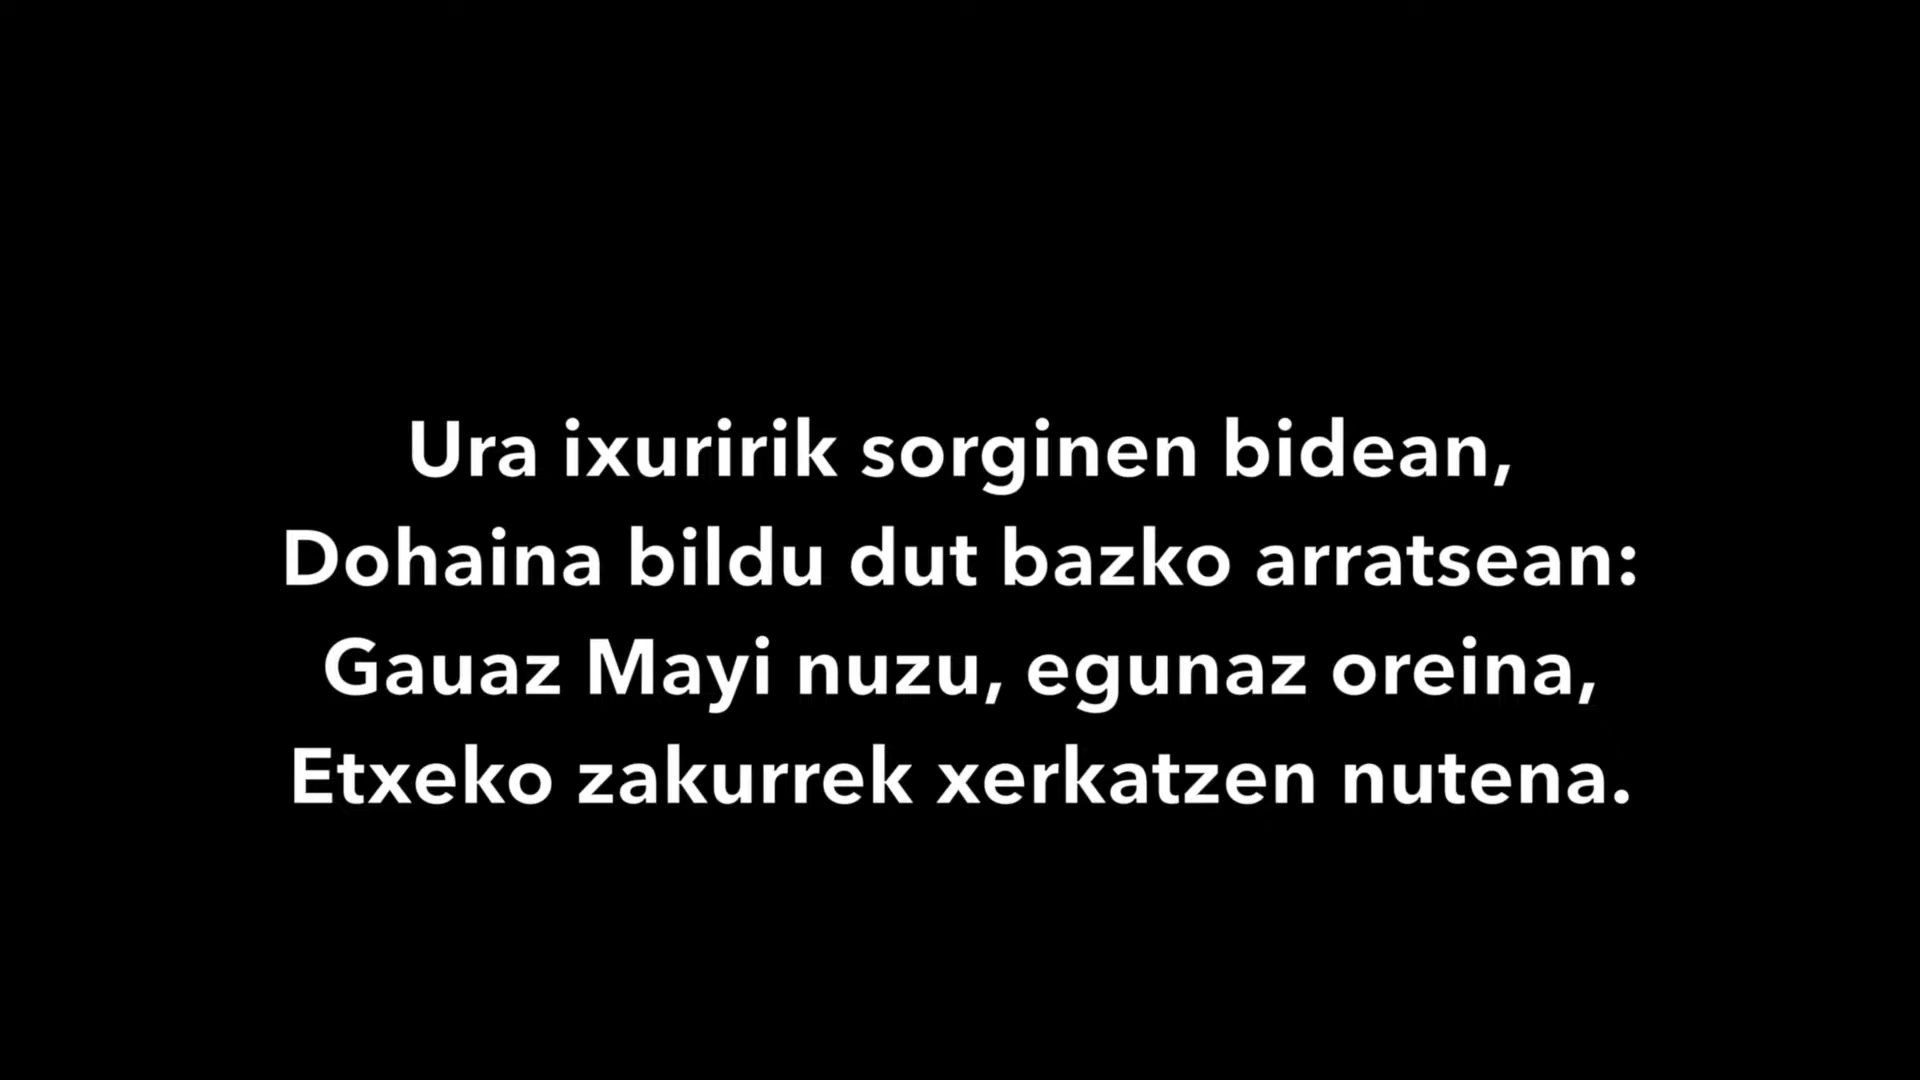 Ura ixuririk sorginen bidean,
Dohaina bildu dut bazko arratsean:
Gauaz Mayi nuzu, egunaz oreina,
Etxeko zakurrek xerkatzen nutena.